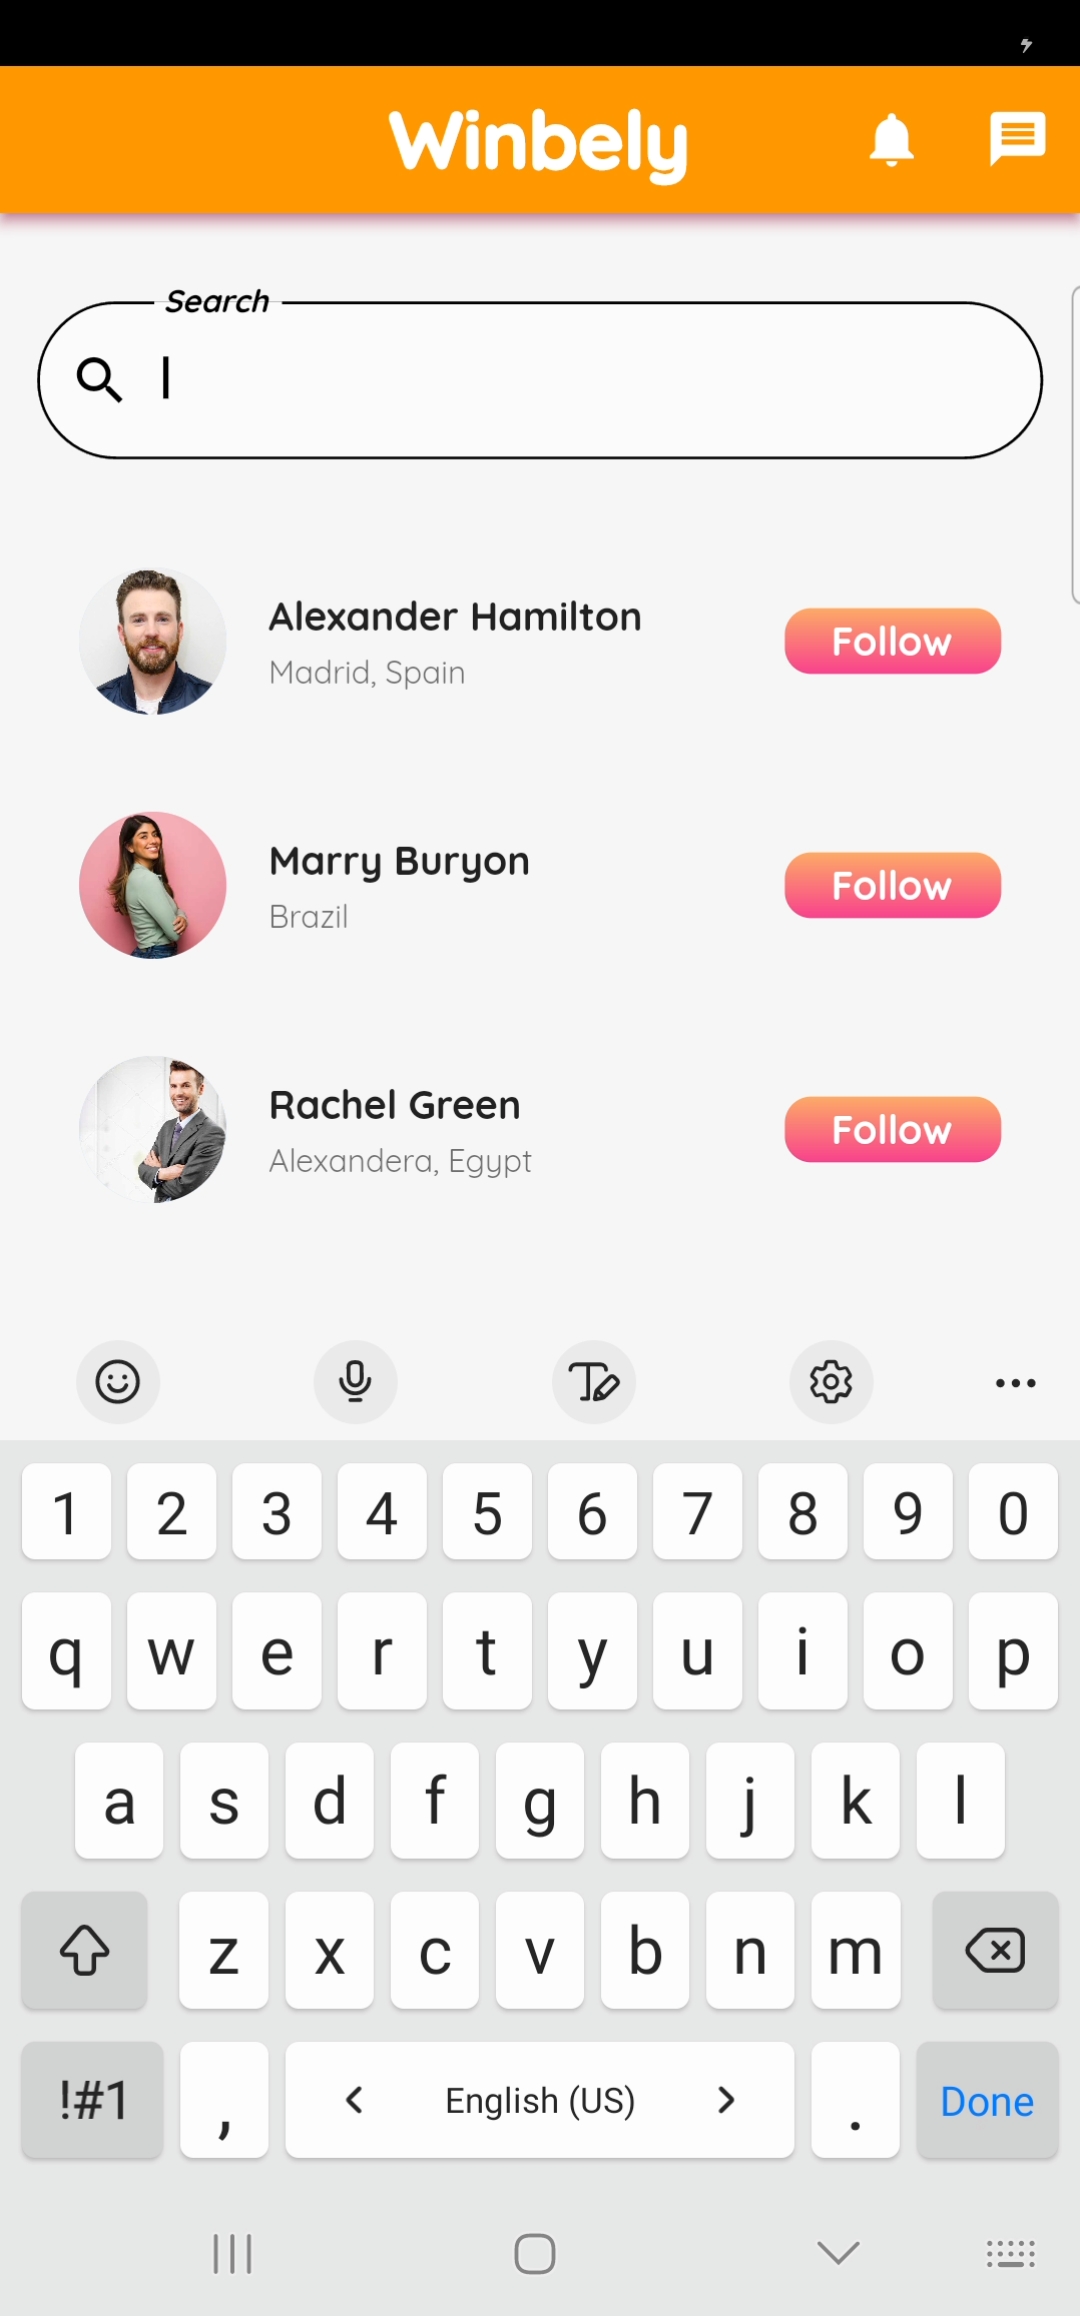 Winbely
Search
Alexander Hamilton
Madrid, Spain
Follow
Marry Buryon
Brazil
Follow
Rachel Green
Alexandera, Egypt
Follow
1 2 3 4 5 6 7 8 9 0
q w e r t y u i o p
a s d f g h j k l
z x c v b n m
!#1 , English (US) . Done